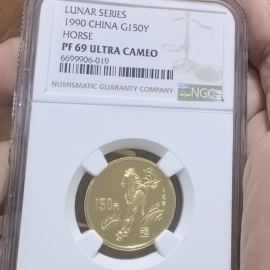 LUNAR SERIES
1990 CHINA G150Y
HORSE
PF 69 ULTRA CAMEO
6699906-019
NUMISMATIC GUARANTY COMPANY
NGC
150元